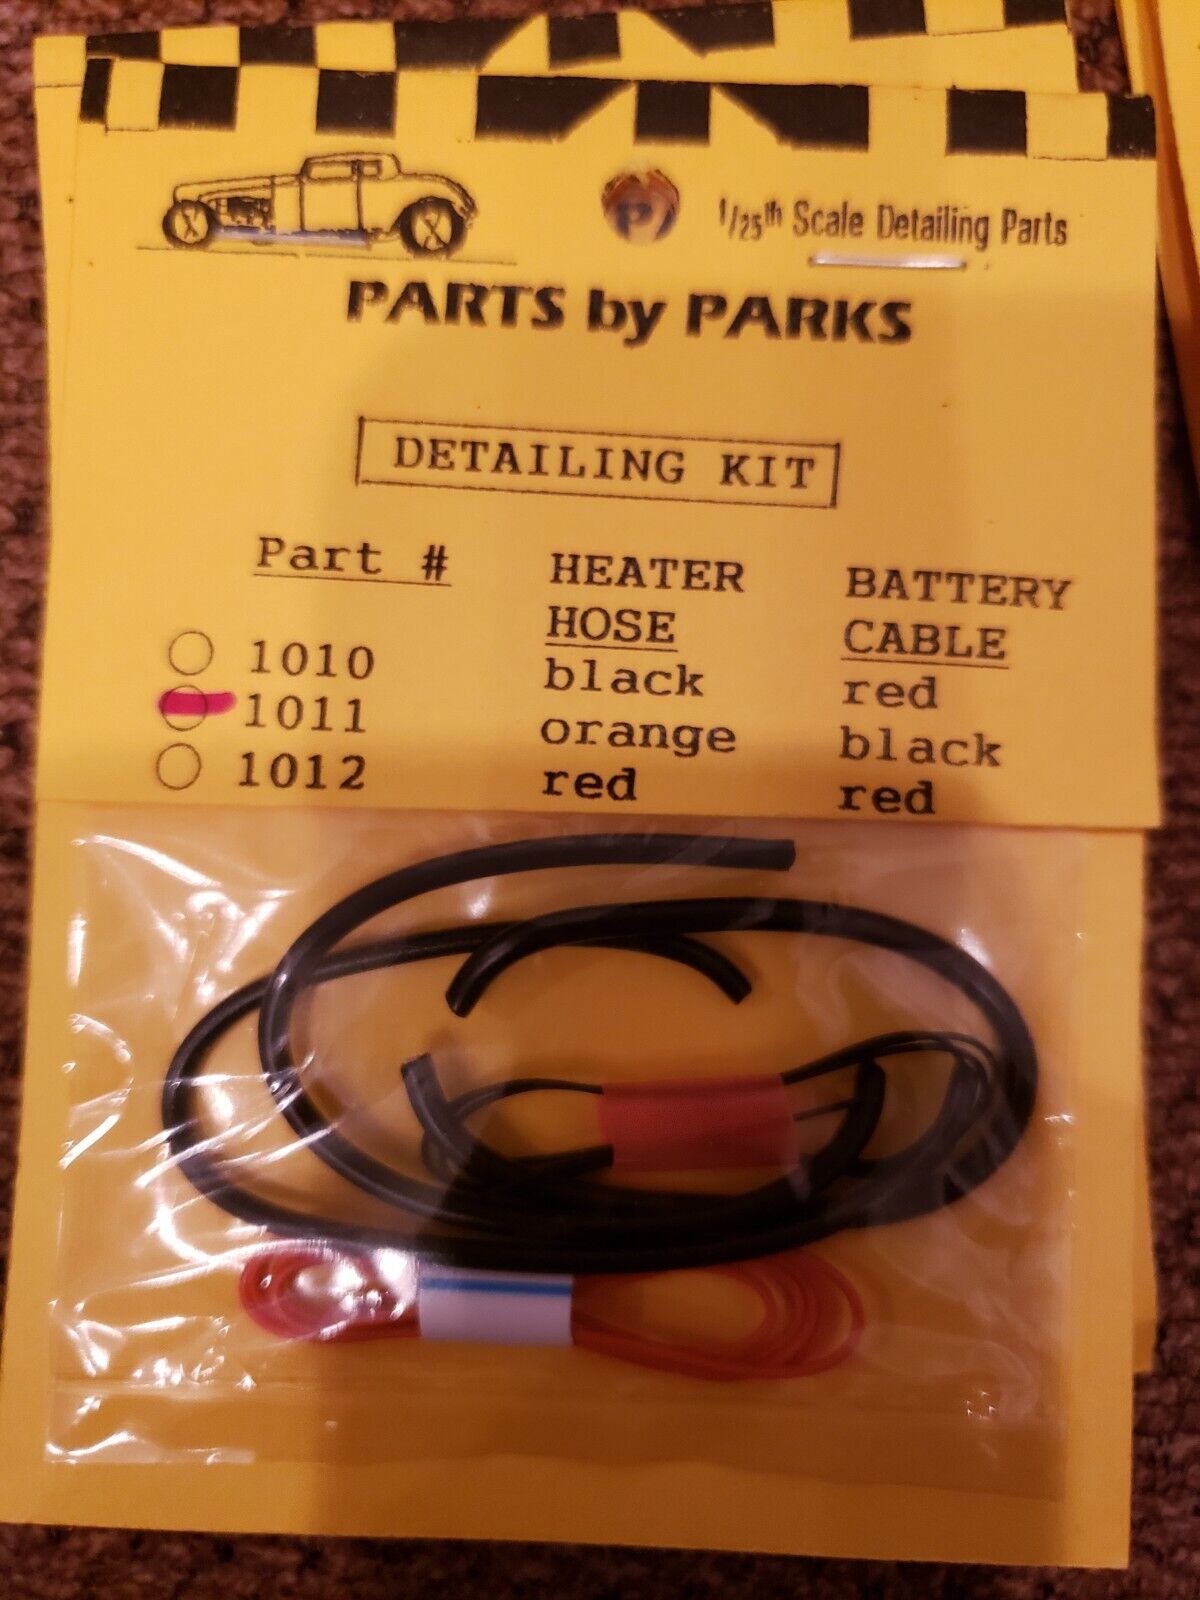 P
1/25th Scale Detailing Parts
PARTS by PARKS
DETAILING KIT
Part # HEATER HOSE BATTERY CABLE
1010 black red
1011 orange black
1012 red red